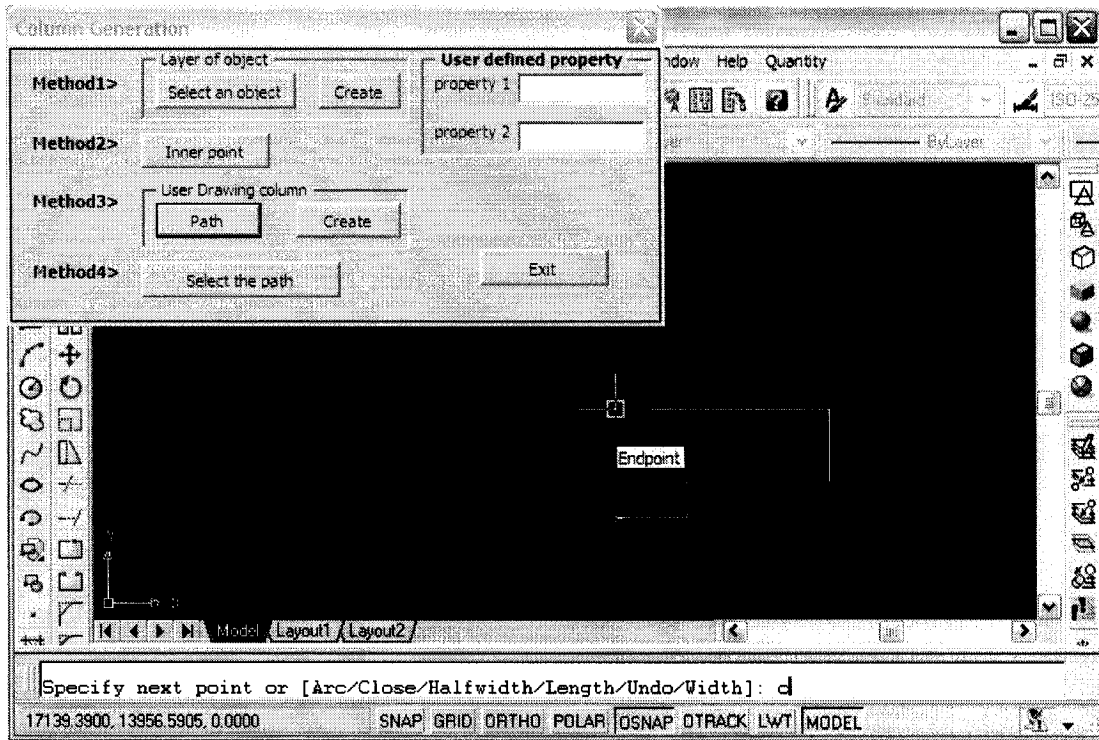 Column Generation
Method1>
Layer of object
Select an object
Create
User defined property
property 1
property 2
Method2>
Inner point
Method3>
User Drawing column
Path
Create
Method4>
Select the path
Exit
ndow Help Quantity
Standard
ISO-25
ByLayer
Endpoint
Y
X
Model Layout1 Layout2
Specify next point or [Arc/Close/Halfwidth/Length/Undo/Width]: c
17139.3900, 13956.5905, 0.0000 SNAP GRID ORTHO POLAR OSNAP OTRACK LWT MODEL